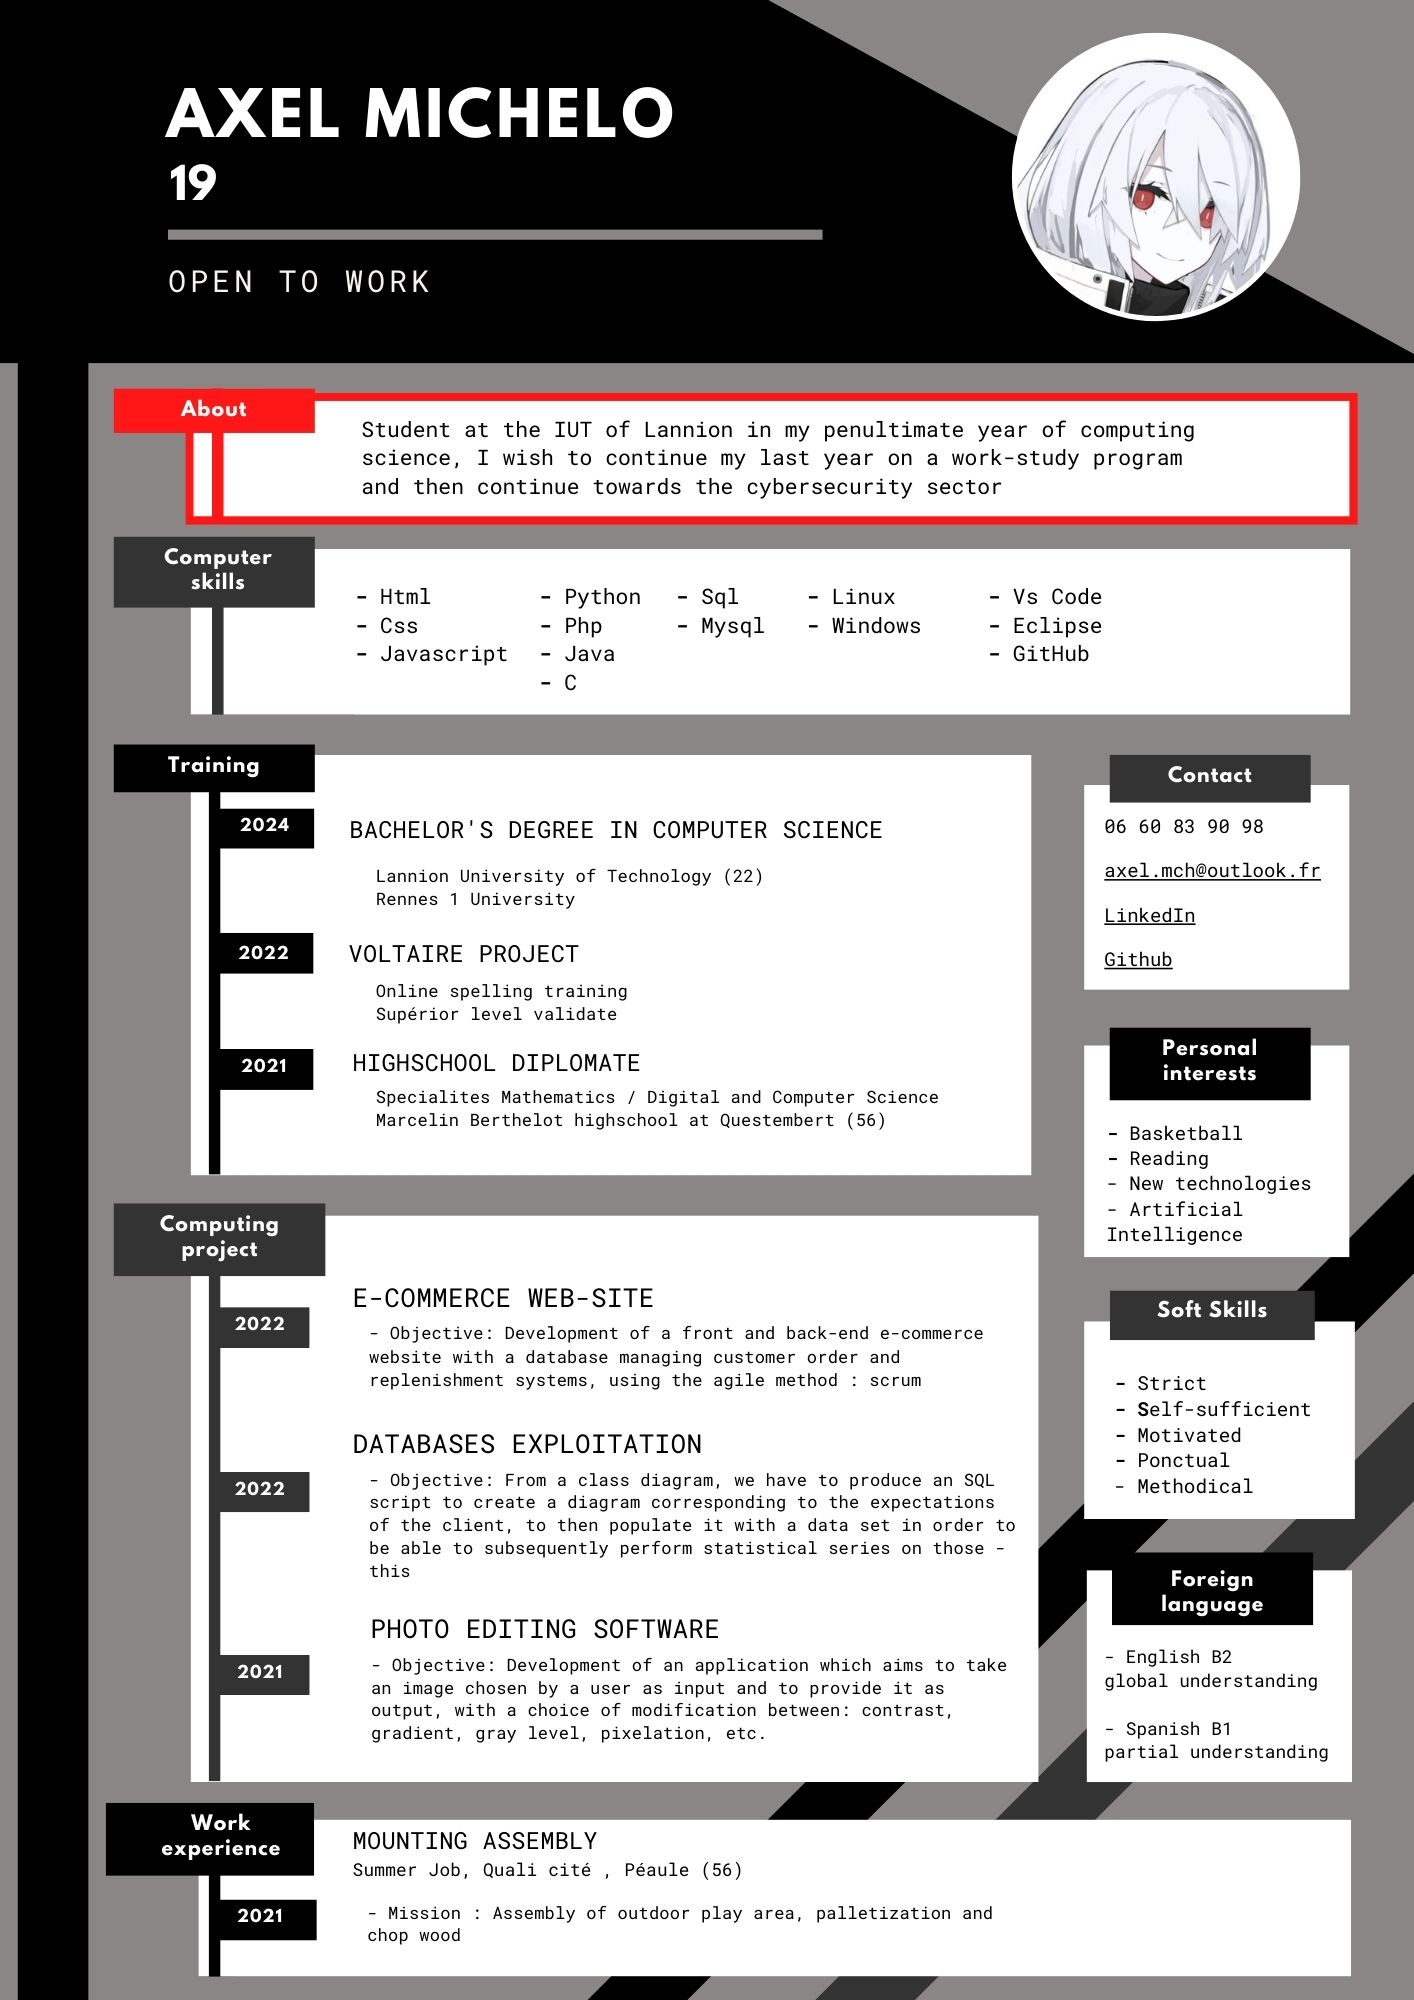 AXEL MICHELO
19
OPEN TO WORK
About
Student at the IUT of Lannion in my penultimate year of computing
science, I wish to continue my last year on a work-study program
and then continue towards the cybersecurity sector
Computer
skills
- Html
- Css
- Javascript
- Python
- Php
- Java
- C
- Sql
- Mysql
- Linux
- Windows
- Vs Code
- Eclipse
- GitHub
Training
2024
BACHELOR'S DEGREE IN COMPUTER SCIENCE
Lannion University of Technology (22)
Rennes 1 University
2022
VOLTAIRE PROJECT
Online spelling training
Supérior level validate
2021
HIGHSCHOOL DIPLOMATE
Specialites Mathematics / Digital and Computer Science
Marcelin Berthelot highschool at Questembert (56)
Contact
06 60 83 90 98
axel.mch@outlook.fr
LinkedIn
Github
Personal
interests
- Basketball
- Reading
- New technologies
- Artificial
Intelligence
Computing
project
2022
E-COMMERCE WEB-SITE
- Objective: Development of a front and back-end e-commerce
website with a database managing customer order and
replenishment systems, using the agile method : scrum
2022
DATABASES EXPLOITATION
- Objective: From a class diagram, we have to produce an SQL
script to create a diagram corresponding to the expectations
of the client, to then populate it with a data set in order to
be able to subsequently perform statistical series on those -
this
2021
PHOTO EDITING SOFTWARE
- Objective: Development of an application which aims to take
an image chosen by a user as input and to provide it as
output, with a choice of modification between: contrast,
gradient, gray level, pixelation, etc.
Soft Skills
- Strict
- Self-sufficient
- Motivated
- Ponctual
- Methodical
Foreign
language
- English B2
global understanding
- Spanish B1
partial understanding
Work
experience
MOUNTING ASSEMBLY
Summer Job, Quali cité , Péaule (56)
2021
- Mission : Assembly of outdoor play area, palletization and
chop wood